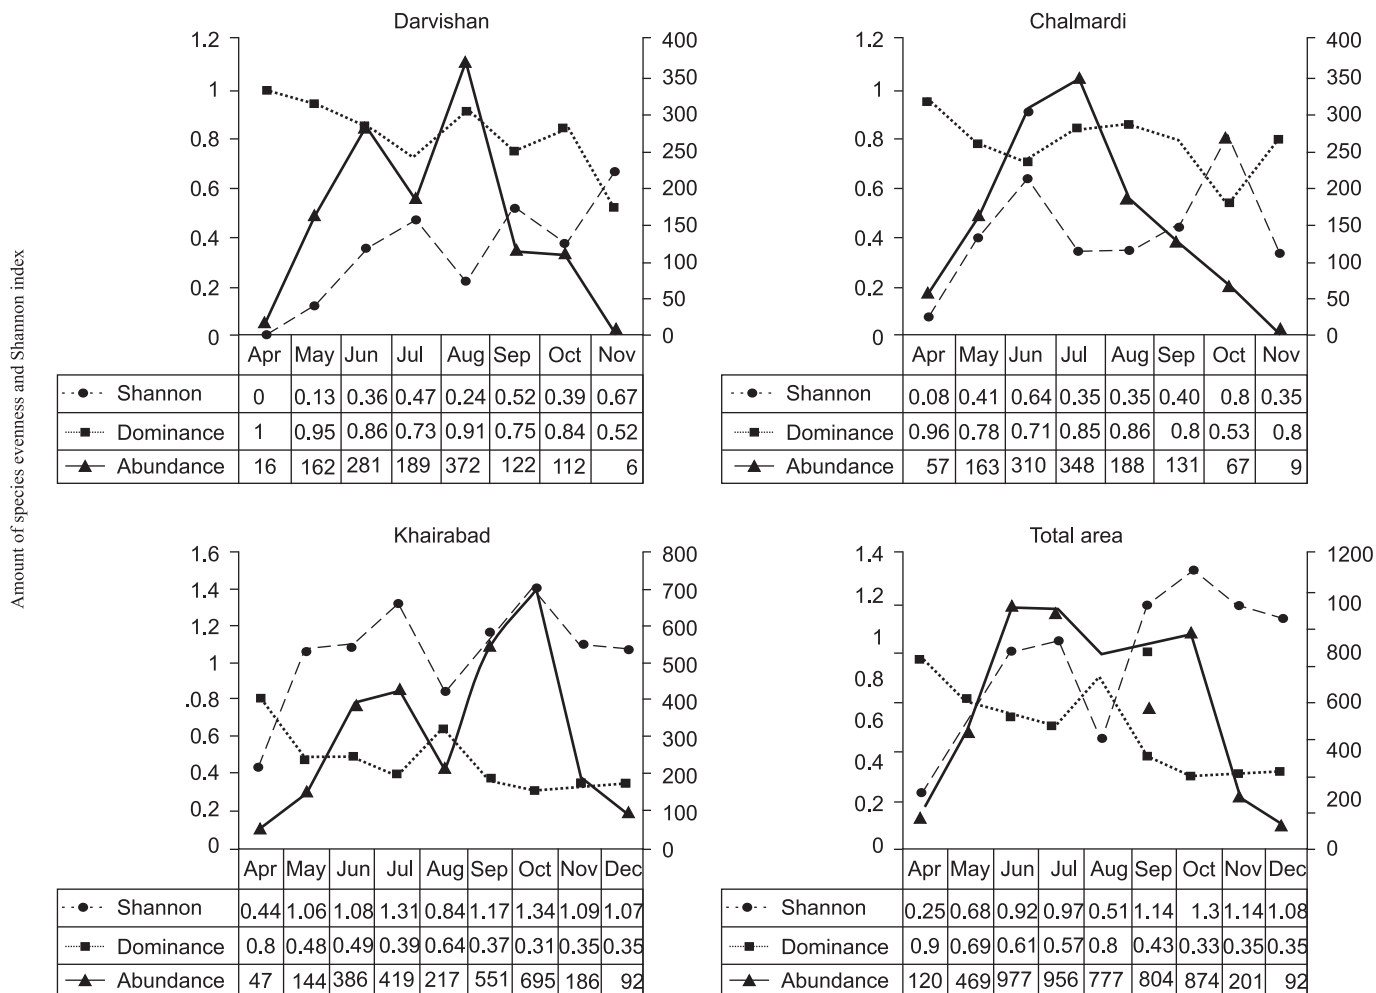 Amount of species evenness and Shannon index
Darvishan
1.2 1 0.8 0.6 0.4 0.2 0
400 350 300 250 200 150 100 50 0
Apr May Jun Jul Aug Sep Oct Nov
Shannon 0 0.13 0.36 0.47 0.24 0.52 0.39 0.67
Dominance 1 0.95 0.86 0.73 0.91 0.75 0.84 0.52
Abundance 16 162 281 189 372 122 112 6
Chalmardi
1.2 1 0.8 0.6 0.4 0.2 0
400 350 300 250 200 150 100 50 0
Apr May Jun Jul Aug Sep Oct Nov
Shannon 0.08 0.41 0.64 0.35 0.35 0.40 0.8 0.35
Dominance 0.96 0.78 0.71 0.85 0.86 0.8 0.53 0.8
Abundance 57 163 310 348 188 131 67 9
Khairabad
1.6 1.4 1.2 1 0.8 0.6 0.4 0.2 0
800 700 600 500 400 300 200 100 0
Apr May Jun Jul Aug Sep Oct Nov Dec
Shannon 0.44 1.06 1.08 1.31 0.84 1.17 1.34 1.09 1.07
Dominance 0.8 0.48 0.49 0.39 0.64 0.37 0.31 0.35 0.35
Abundance 47 144 386 419 217 551 695 186 92
Total area
1.4 1.2 1 0.8 0.6 0.4 0.2 0
1200 100 800 600 400 200 0
Apr May Jun Jul Aug Sep Oct Nov Dec
Shannon 0.25 0.68 0.92 0.97 0.51 1.14 1.3 1.14 1.08
Dominance 0.9 0.69 0.61 0.57 0.8 0.43 0.33 0.35 0.35
Abundance 120 469 977 956 777 804 874 201 92